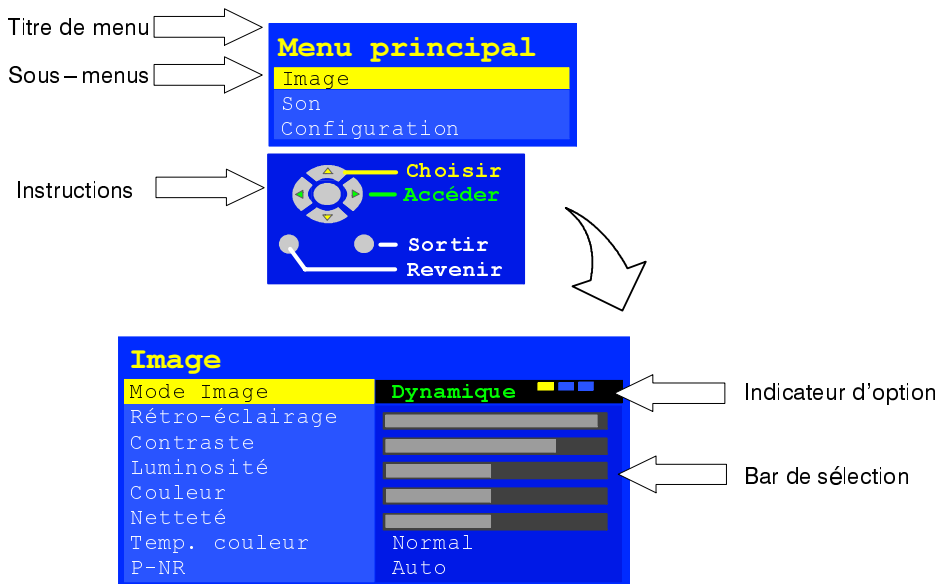 Titre de menu
Menu principal
Sous-menus
Image
Son
Configuration
Instructions
Choisir
Accéder
Sortir
Revenir
Image
Mode Image Dynamique
Indicateur d'option
Rétro-éclairage
Contraste
Luminosité
Bar de sélection
Couleur
Netteté
Temp. couleur Normal
P-NR Auto